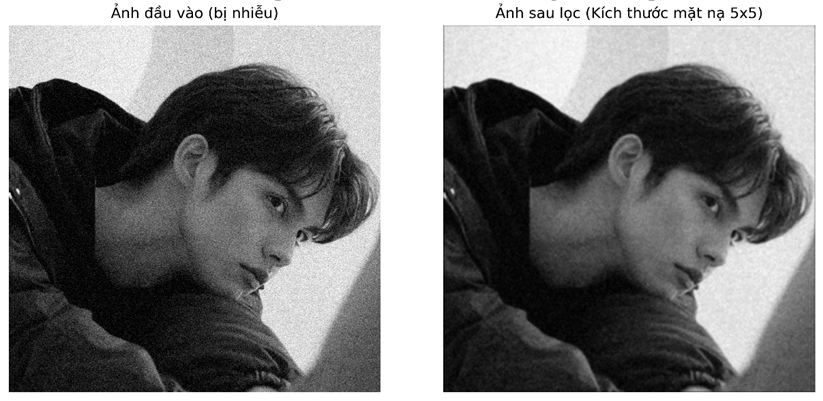 Ảnh đầu vào (bị nhiễu)
Ảnh sau lọc (Kích thước mặt nạ 5x5)